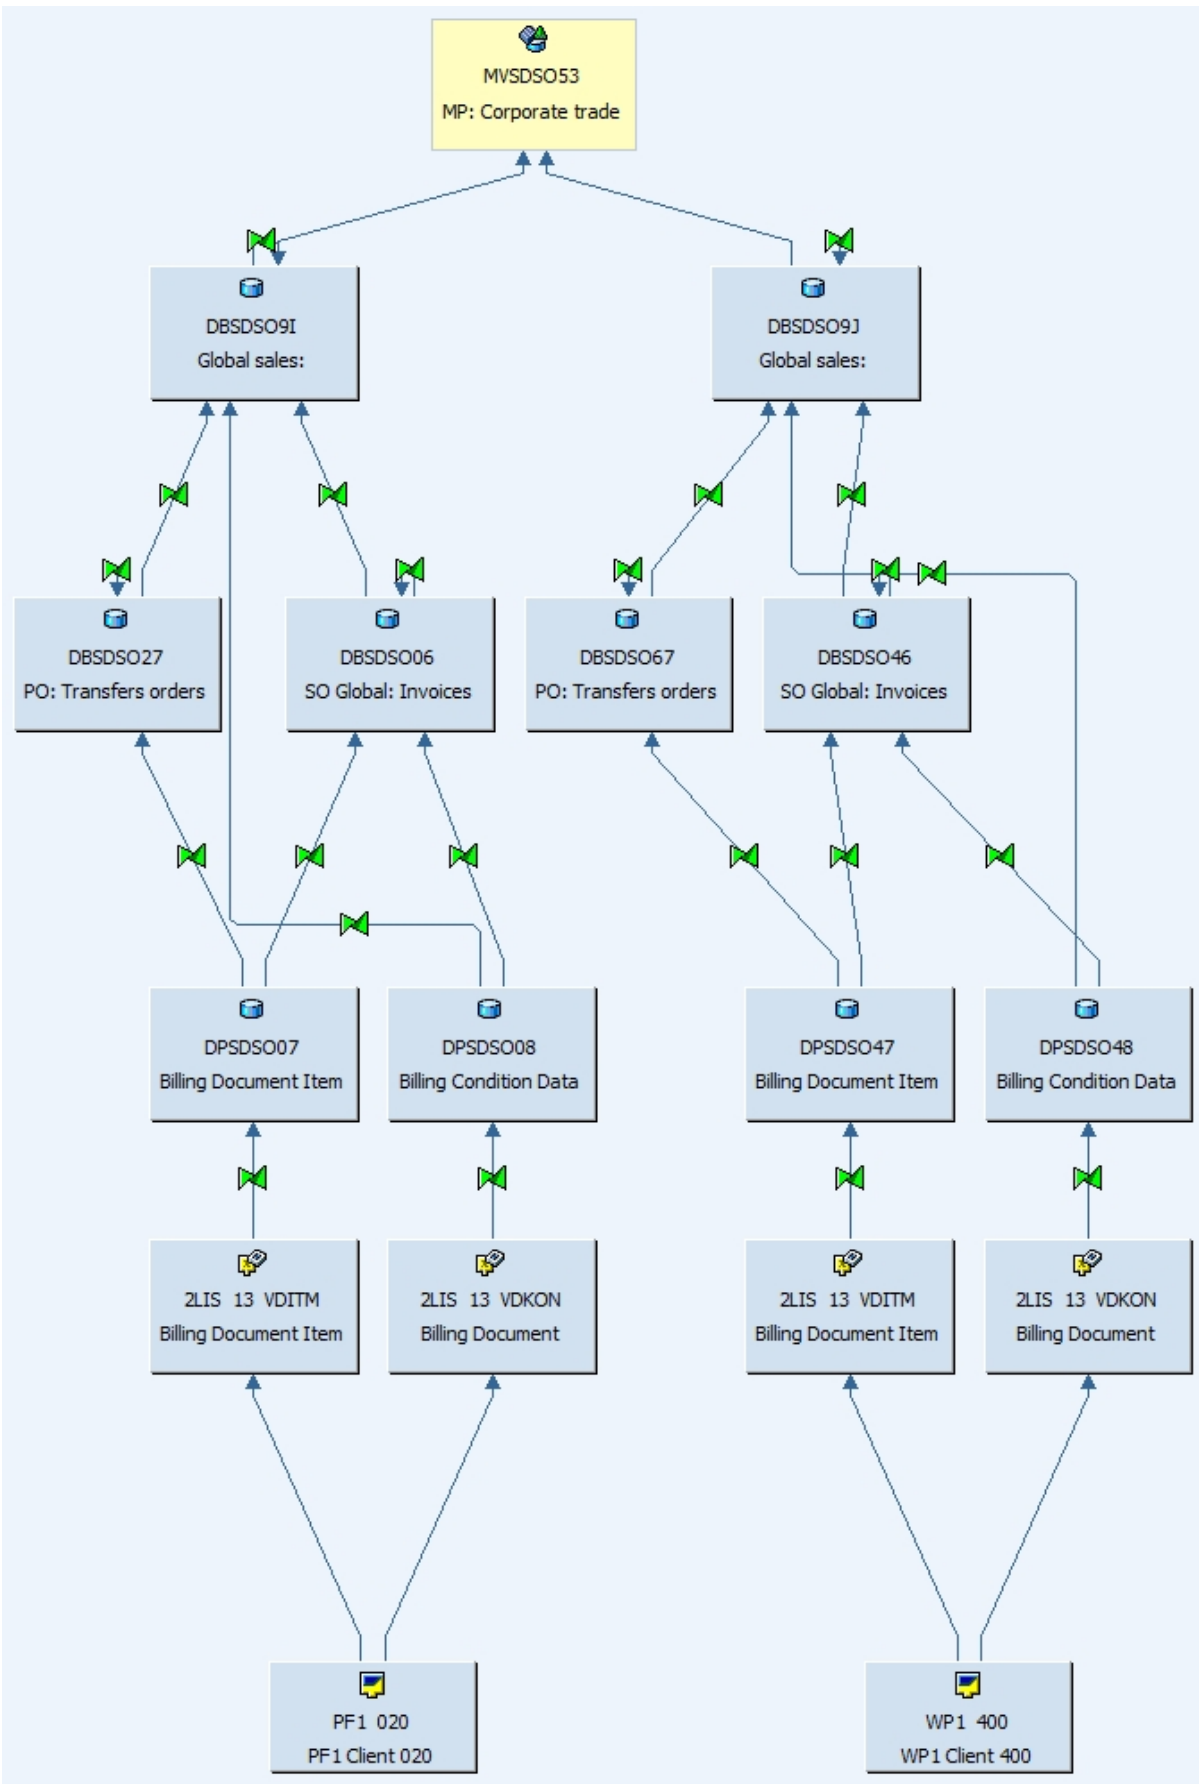 MVSDSO53
MP: Corporate trade
DBSDSO9I
Global sales:
DBSDSO9J
Global sales:
DBSDSO27
PO: Transfers orders
DBSDSO06
SO Global: Invoices
DBSDSO67
PO: Transfers orders
DBSDSO46
SO Global: Invoices
DPSDSO07
Billing Document Item
DPSDSO08
Billing Condition Data
DPSDSO47
Billing Document Item
DPSDSO48
Billing Condition Data
2LIS 13 VDITM
Billing Document Item
2LIS 13 VDKON
Billing Document
2LIS 13 VDITM
Billing Document Item
2LIS 13 VDKON
Billing Document
PF1 020
PF1 Client 020
WP1 400
WP1 Client 400